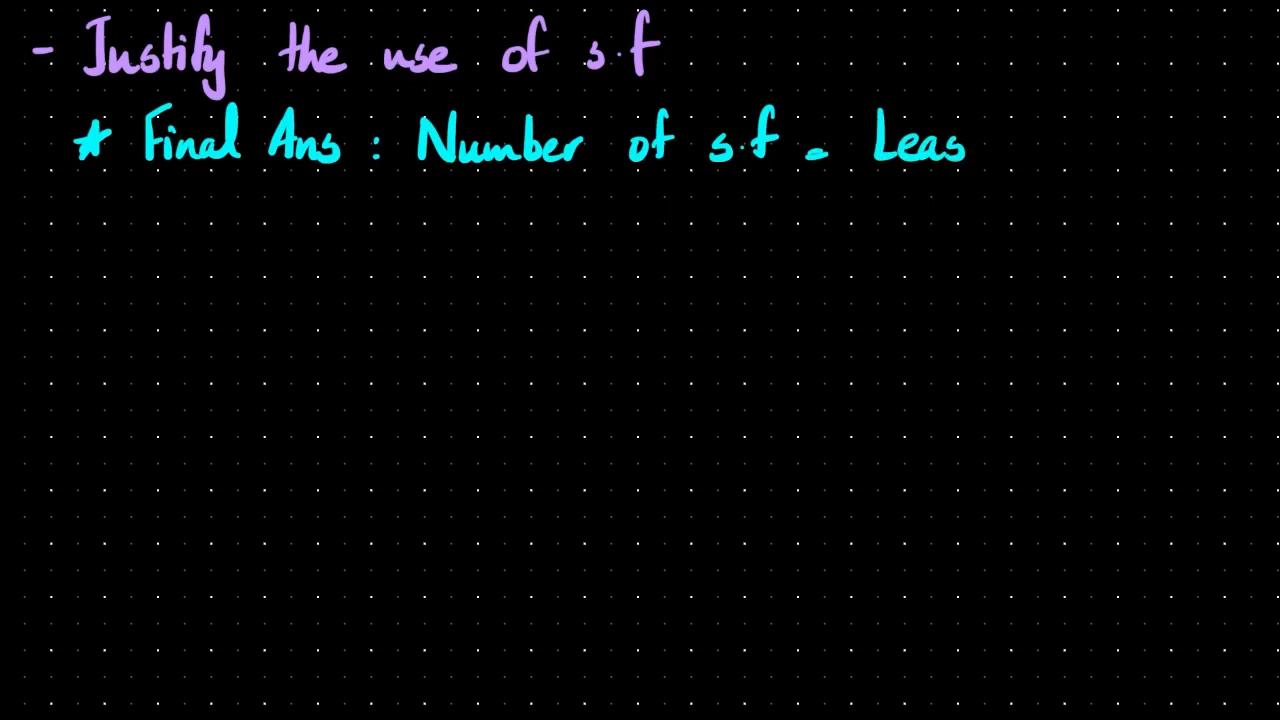 - Justify the use of s.f
* Final Ans : Number of s.f = Leas